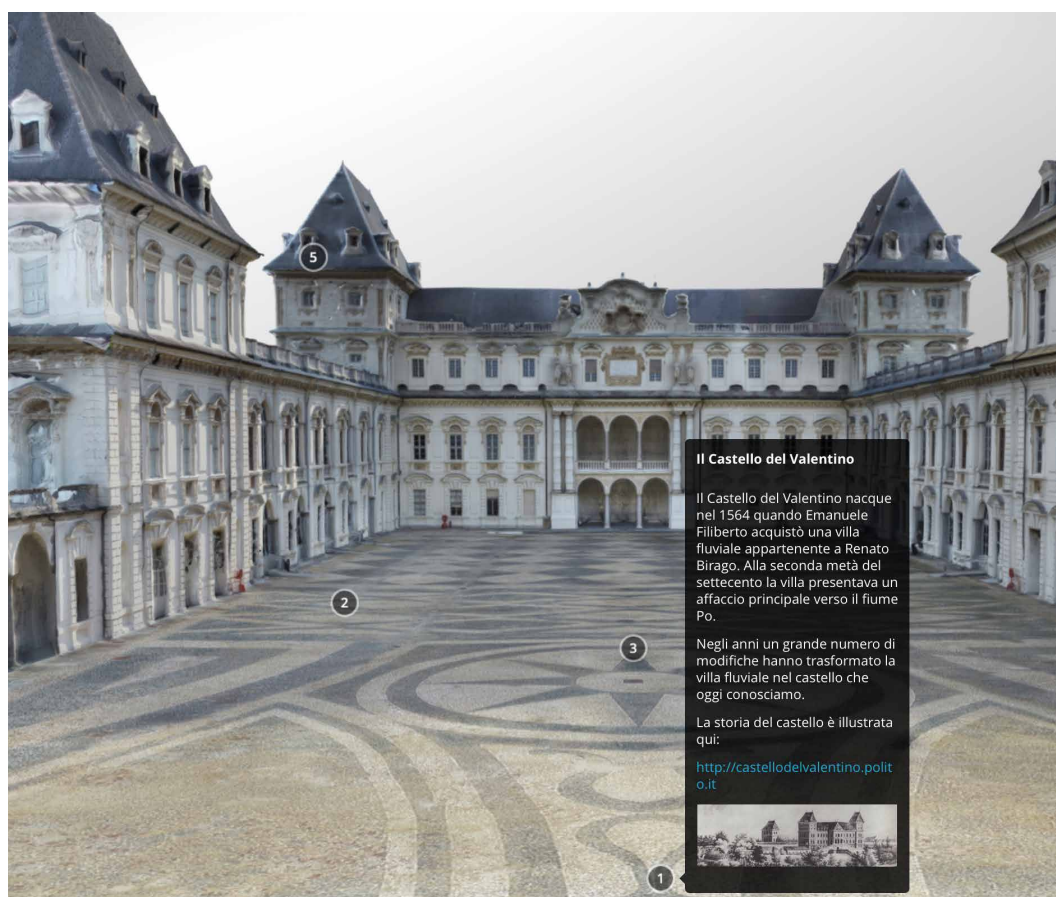 5
2
3
Il Castello del Valentino
Il Castello del Valentino nacque
nel 1564 quando Emanuele
Filiberto acquistò una villa
fluviale appartenente a Renato
Birago. Alla seconda metà del
settecento la villa presentava un
affaccio principale verso il fiume
Po.
Negli anni un grande numero di
modifiche hanno trasformato la
villa fluviale nel castello che
oggi conosciamo.
La storia del castello è illustrata
qui:
http://castellodelvalentino.polit
o.it
1